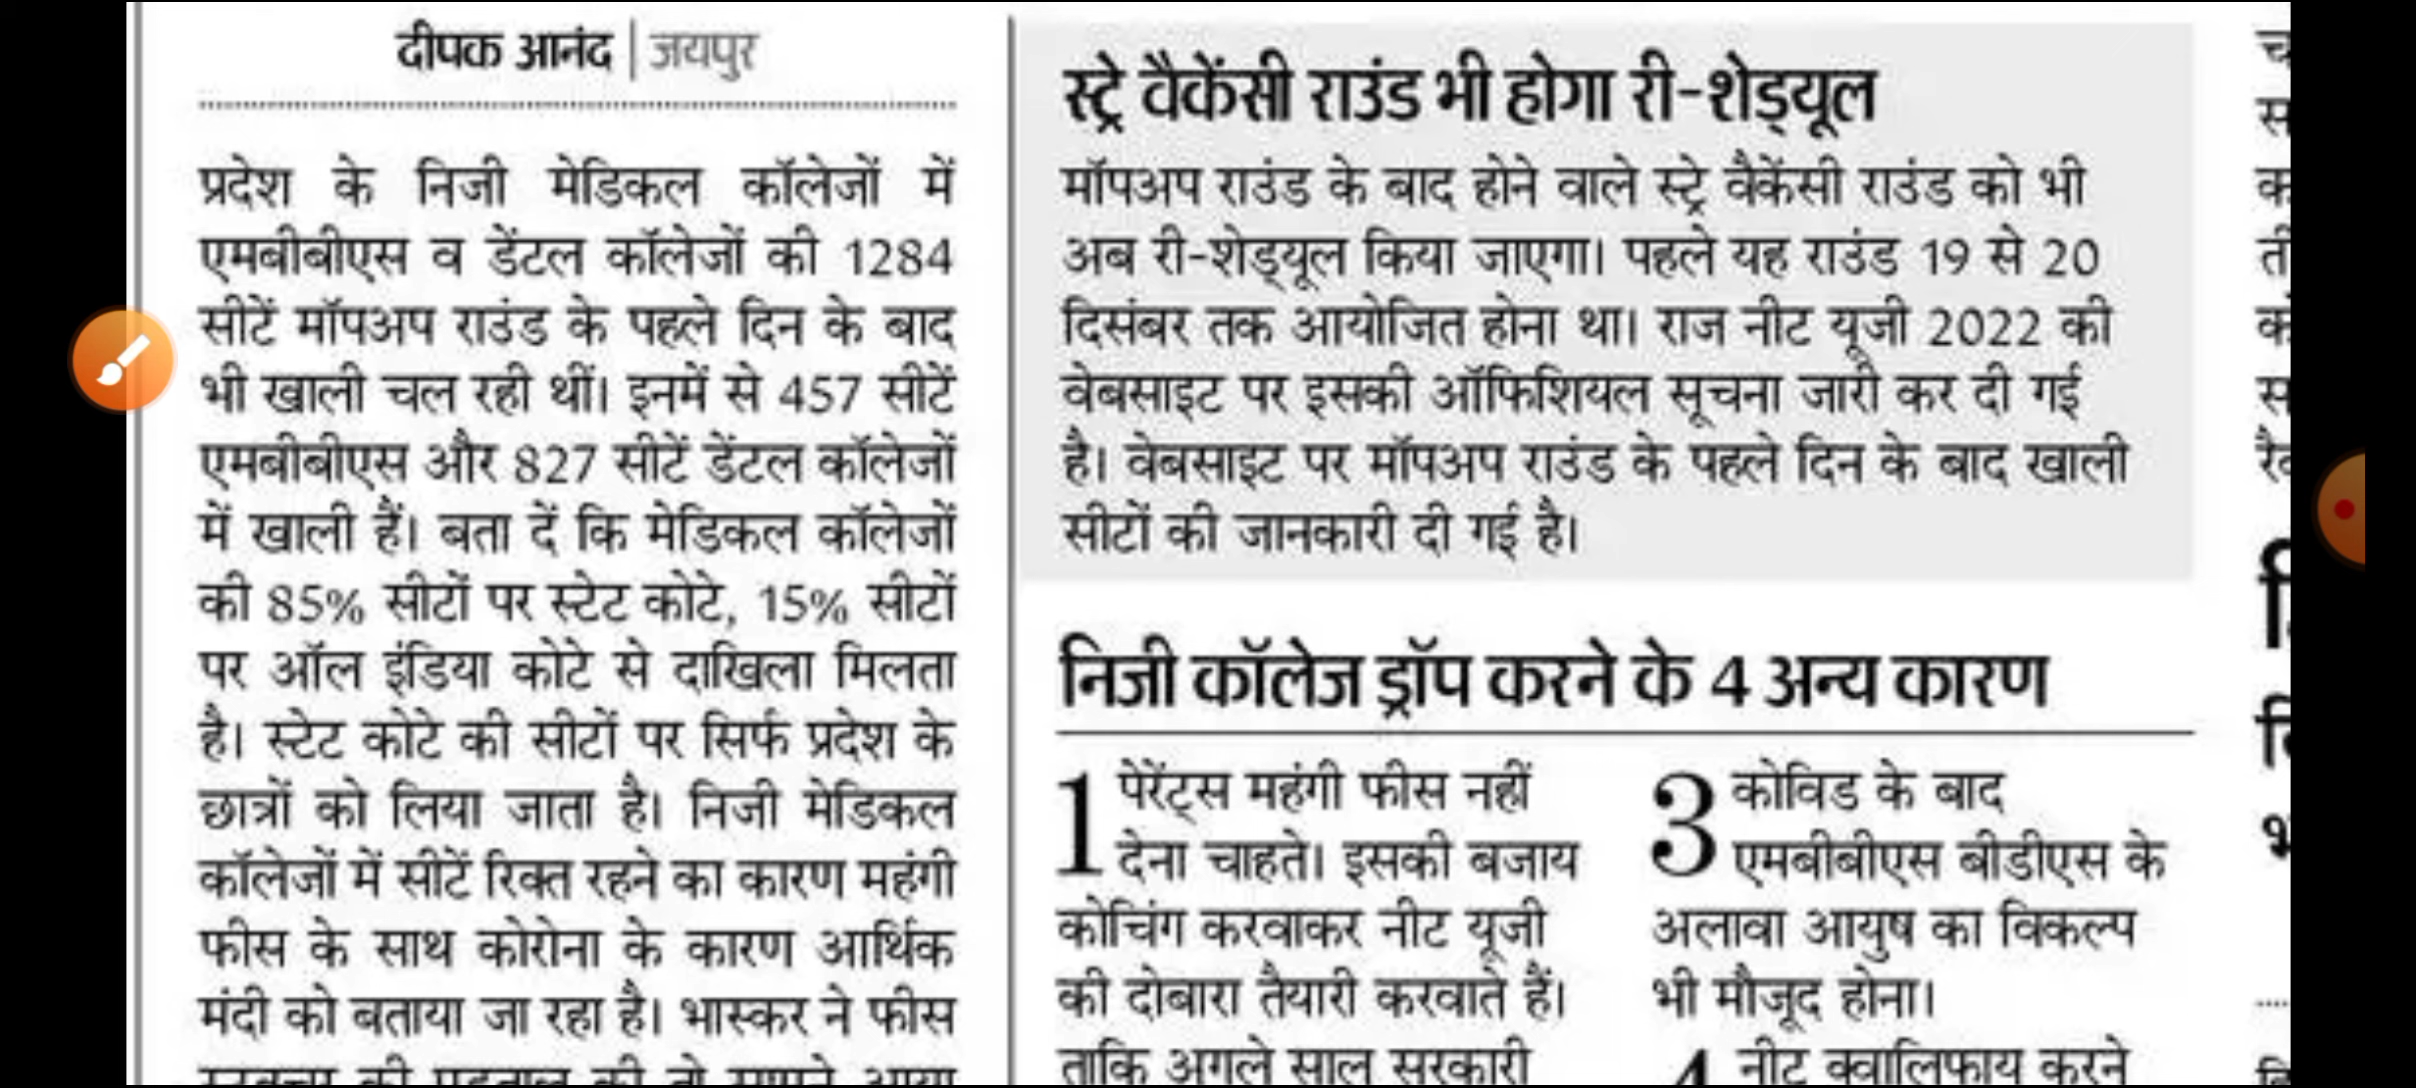 दीपक आनंद | जयपुर
प्रदेश के निजी मेडिकल कॉलेजों में
एमबीबीएस व डेंटल कॉलेजों की 1284
सीटें मॉपअप राउंड के पहले दिन के बाद
भी खाली चल रही थीं। इनमें से 457 सीटें
एमबीबीएस और 827 सीटें डेंटल कॉलेजों
में खाली हैं। बता दें कि मेडिकल कॉलेजों
की 85% सीटों पर स्टेट कोटे, 15% सीटों
पर ऑल इंडिया कोटे से दाखिला मिलता
है। स्टेट कोटे की सीटों पर सिर्फ प्रदेश के
छात्रों को लिया जाता है। निजी मेडिकल
कॉलेजों में सीटें रिक्त रहने का कारण महंगी
फीस के साथ कोरोना के कारण आर्थिक
मंदी को बताया जा रहा है। भास्कर ने फीस
स्ट्रे वैकेंसी राउंड भी होगा री-शेड्यूल
मॉपअप राउंड के बाद होने वाले स्ट्रे वैकेंसी राउंड को भी
अब री-शेड्यूल किया जाएगा। पहले यह राउंड 19 से 20
दिसंबर तक आयोजित होना था। राज नीट यूजी 2022 की
वेबसाइट पर इसकी ऑफिशियल सूचना जारी कर दी गई
है। वेबसाइट पर मॉपअप राउंड के पहले दिन के बाद खाली
सीटों की जानकारी दी गई है।
निजी कॉलेज ड्रॉप करने के 4 अन्य कारण
1 पेरेंट्स महंगी फीस नहीं
देना चाहते। इसकी बजाय
कोचिंग करवाकर नीट यूजी
की दोबारा तैयारी करवाते हैं।
ताकि अगले साल सरकारी
3 कोविड के बाद
एमबीबीएस बीडीएस के
अलावा आयुष का विकल्प
भी मौजूद होना।
4 नीट क्वालिफाय करने